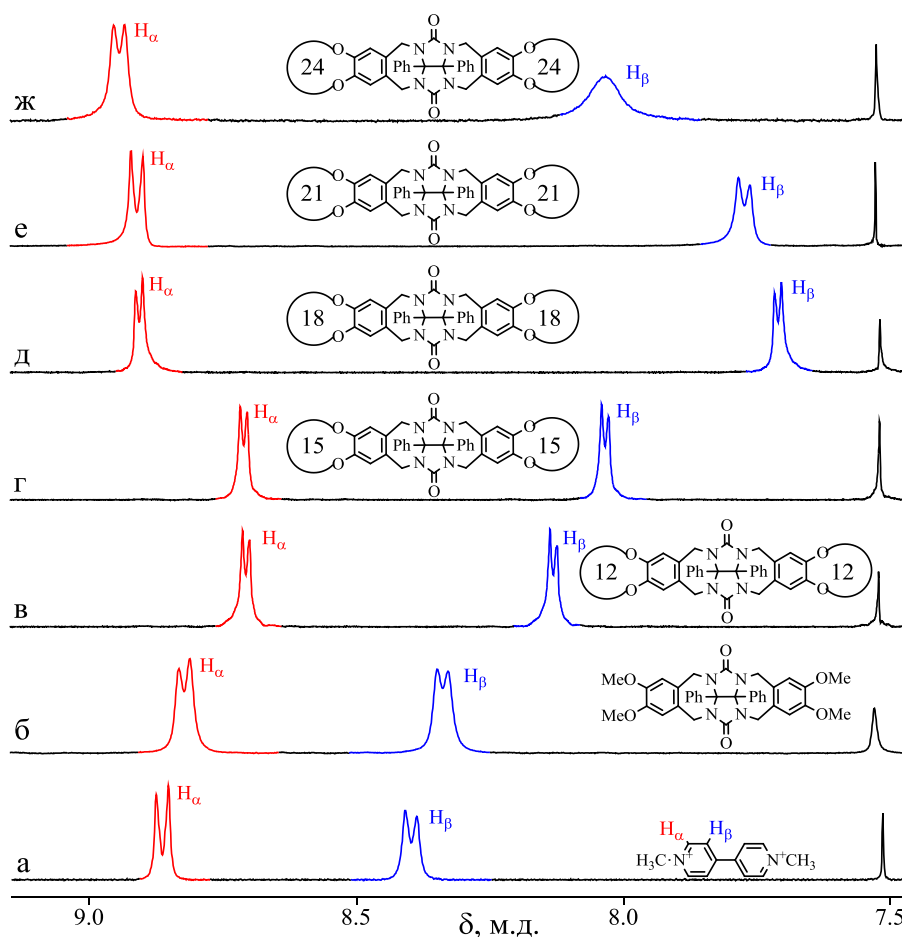 Hα
O
O N N O
24 Ph Ph 24
O N N O
O
Hβ
ж
Hα
O
O N N O
21 Ph Ph 21
O N N O
O
Hβ
е
Hα
O
O N N O
18 Ph Ph 18
O N N O
O
Hβ
д
Hα
O
O N N O
15 Ph Ph 15
O N N O
O
Hβ
г
Hα
Hβ
O
O N N O
12 Ph Ph 12
O N N O
O
в
Hα
Hβ
O
MeO N N OMe
Ph Ph
MeO N N OMe
O
б
Hα
Hβ
Hα Hβ
H₃C-N⁺ N⁺-CH₃
а
9.0 8.5 8.0 7.5
δ, м.д.